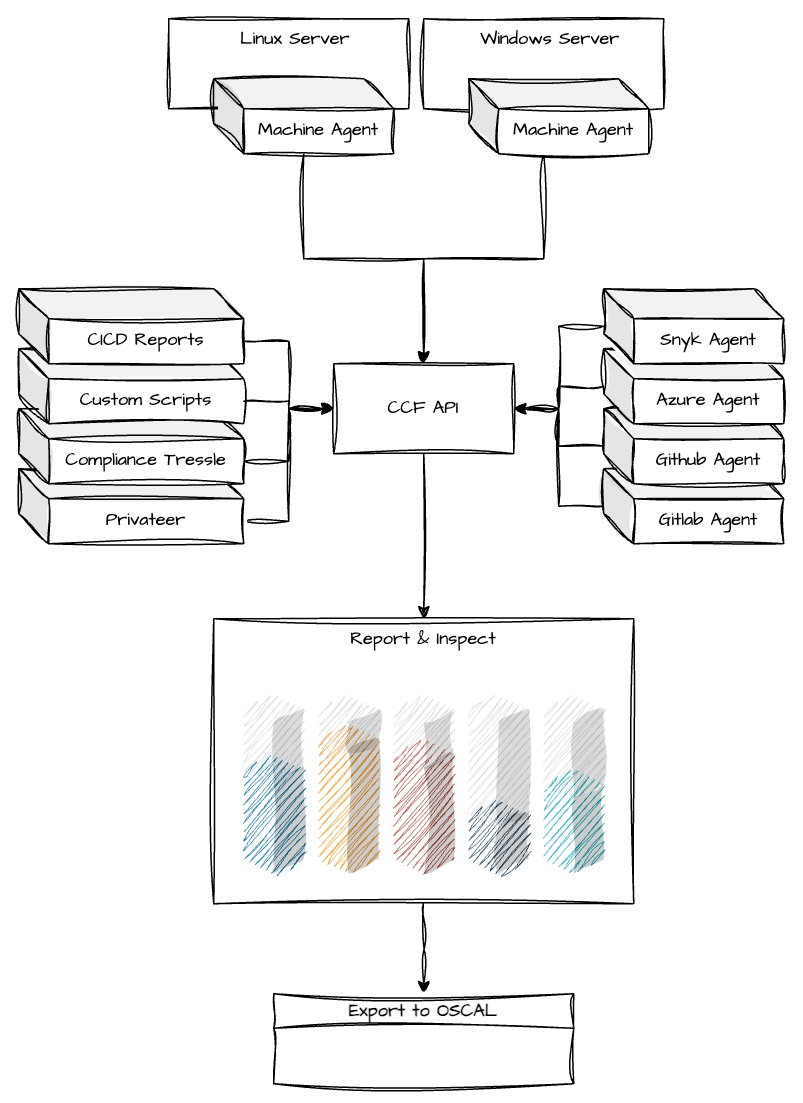 Linux Server
Windows Server
Machine Agent
Machine Agent
CICD Reports
Custom Scripts
Compliance Tressle
Privateer
CCF API
Snyk Agent
Azure Agent
Github Agent
Gitlab Agent
Report & Inspect
Export to OSCAL